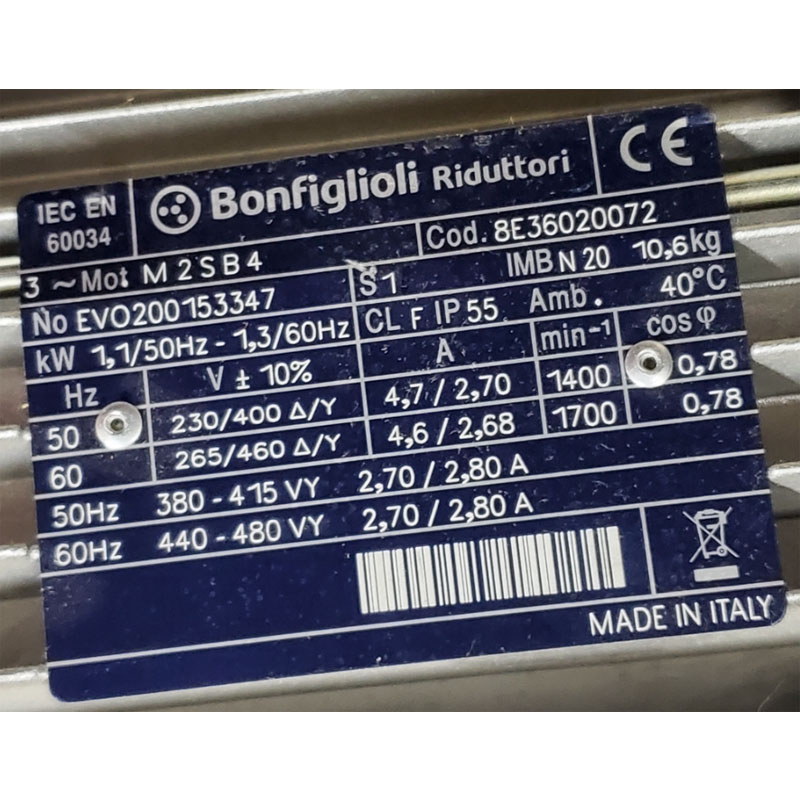 IEC EN
60034
Bonfiglioli Riduttori
CE
3 ~ Mot M 2 S B 4
Cod. 8E36020072
No EVO200153347
S 1
IMB N 20 10,6kg
kW 1,1/50Hz - 1,3/60Hz
CL F IP 55 Amb. 40°C
Hz V ± 10% A min-¹ cos φ
50 230/400 Δ/Y 4,7 / 2,70 1400 0,78
60 265/460 Δ/Y 4,6 / 2,68 1700 0,78
50Hz 380 - 415 VY 2,70 / 2,80 A
60Hz 440 - 480 VY 2,70 / 2,80 A
MADE IN ITALY